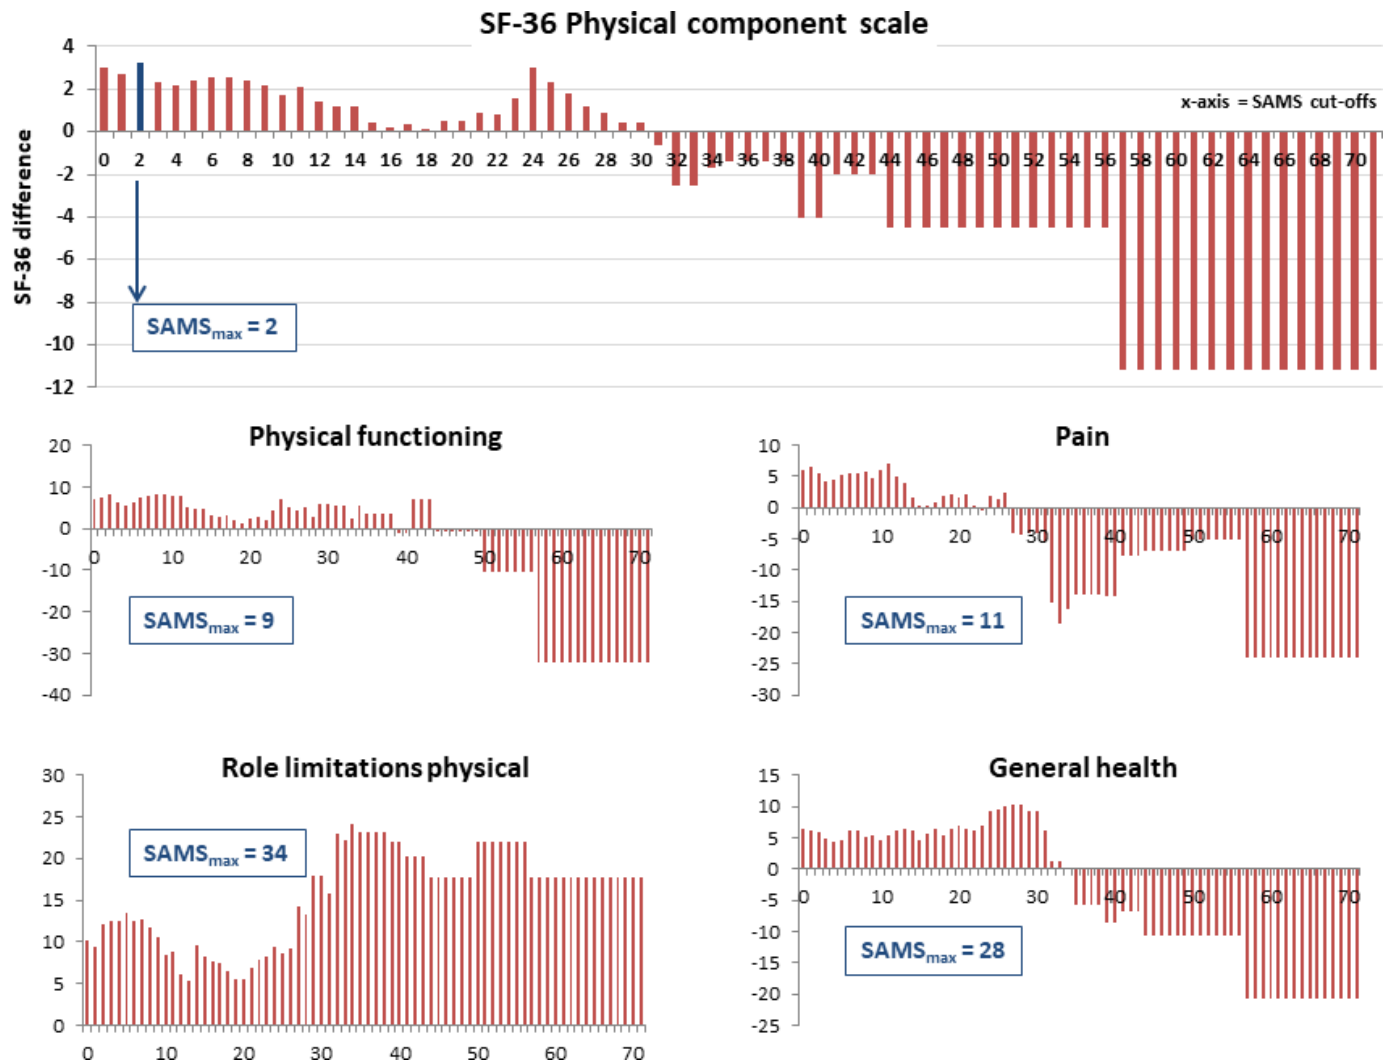 SF-36 Physical component scale
SF-36 difference
4
2
0
-2
-4
-6
-8
-10
-12
x-axis = SAMS cut-offs
0 2 4 6 8 10 12 14 16 18 20 22 24 26 28 30 32 34 36 38 40 42 44 46 48 50 52 54 56 58 60 62 64 66 68 70
SAMSmax = 2
Physical functioning
20
10
0
-10
-20
-30
-40
0 10 20 30 40 50 60 70
SAMSmax = 9
Pain
10
5
0
-5
-10
-15
-20
-25
-30
0 10 20 30 40 50 60 70
SAMSmax = 11
Role limitations physical
30
25
20
15
10
5
0
0 10 20 30 40 50 60 70
SAMSmax = 34
General health
15
10
5
0
-5
-10
-15
-20
-25
0 10 20 30 40 50 60 70
SAMSmax = 28